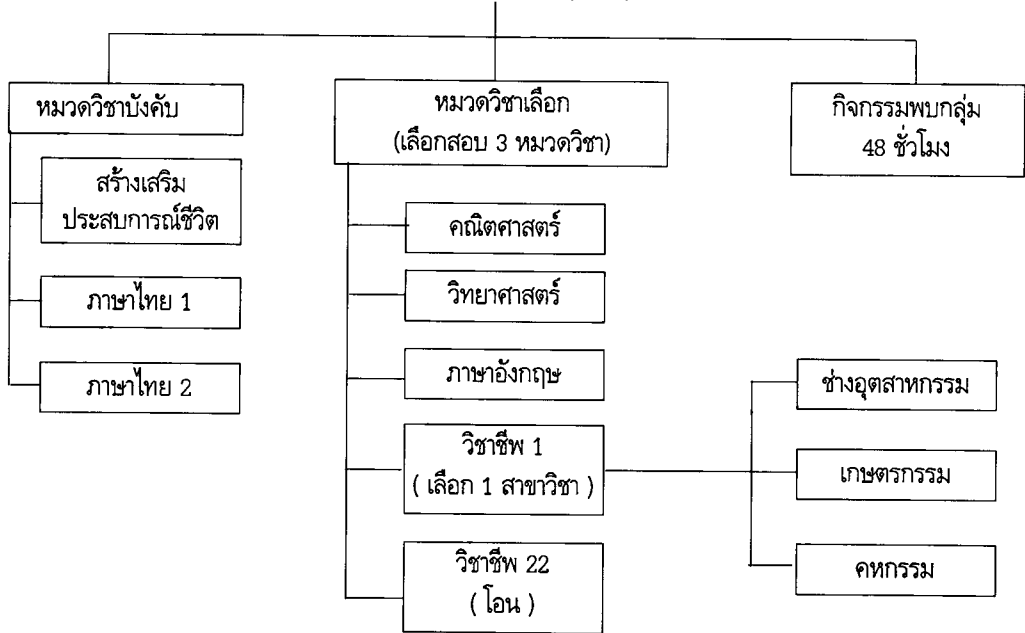 หมวดวิชาบังคับ
สร้างเสริม
ประสบการณ์ชีวิต
ภาษาไทย 1
ภาษาไทย 2
หมวดวิชาเลือก
(เลือกสอบ 3 หมวดวิชา)
คณิตศาสตร์
วิทยาศาสตร์
ภาษาอังกฤษ
วิชาชีพ 1
( เลือก 1 สาขาวิชา )
วิชาชีพ 22
( โอน )
ช่างอุตสาหกรรม
เกษตรกรรม
คหกรรม
กิจกรรมพบกลุ่ม
48 ชั่วโมง